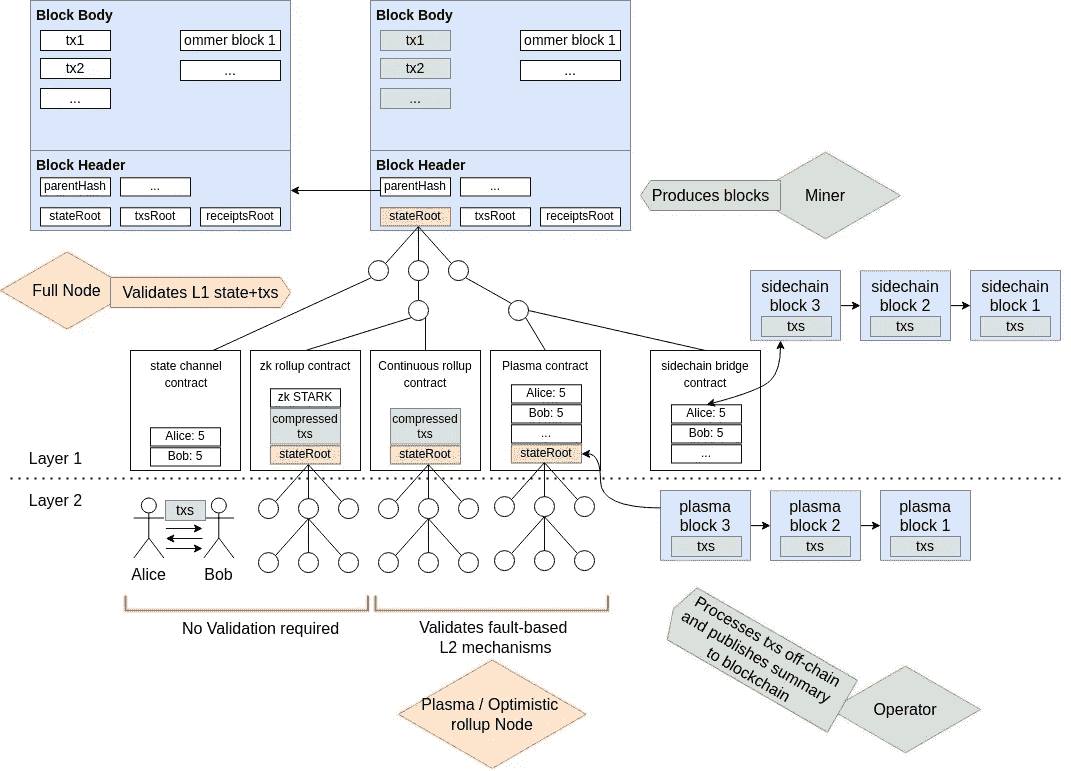 Block Body
tx1
ommer block 1
tx2
...
...
Block Header
parentHash
...
stateRoot
txsRoot
receiptsRoot
Block Body
tx1
ommer block 1
tx2
...
...
Block Header
parentHash
...
stateRoot
txsRoot
receiptsRoot
Produces blocks
Miner
Full Node
Validates L1 state+txs
sidechain
block 3
txs
sidechain
block 2
txs
sidechain
block 1
txs
state channel
contract
Alice: 5
Bob: 5
zk rollup contract
zk STARK
compressed
txs
stateRoot
Continuous rollup
contract
compressed
txs
stateRoot
Plasma contract
Alice: 5
Bob: 5
...
stateRoot
sidechain bridge
contract
Alice: 5
Bob: 5
...
Layer 1
Layer 2
txs
Alice
Bob
plasma
block 3
txs
plasma
block 2
txs
plasma
block 1
txs
No Validation required
Validates fault-based
L2 mechanisms
Plasma / Optimistic
rollup Node
Processes txs off-chain
and publishes summary
to blockchain
Operator